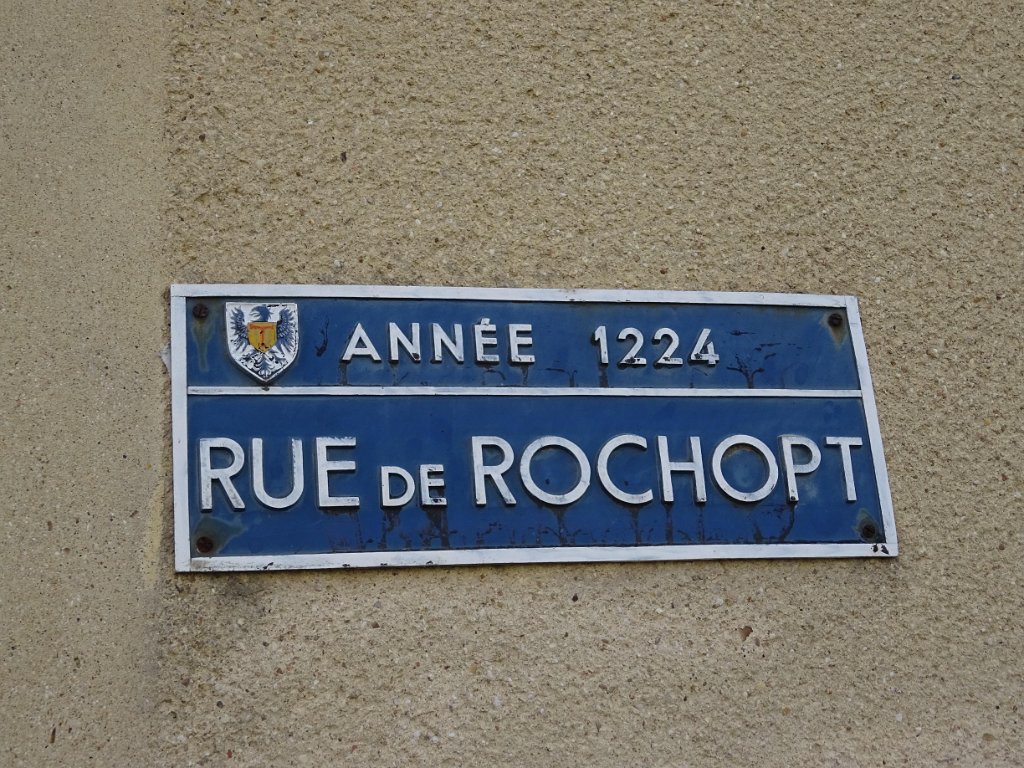 ANNÉE 1224
RUE DE ROCHOPT